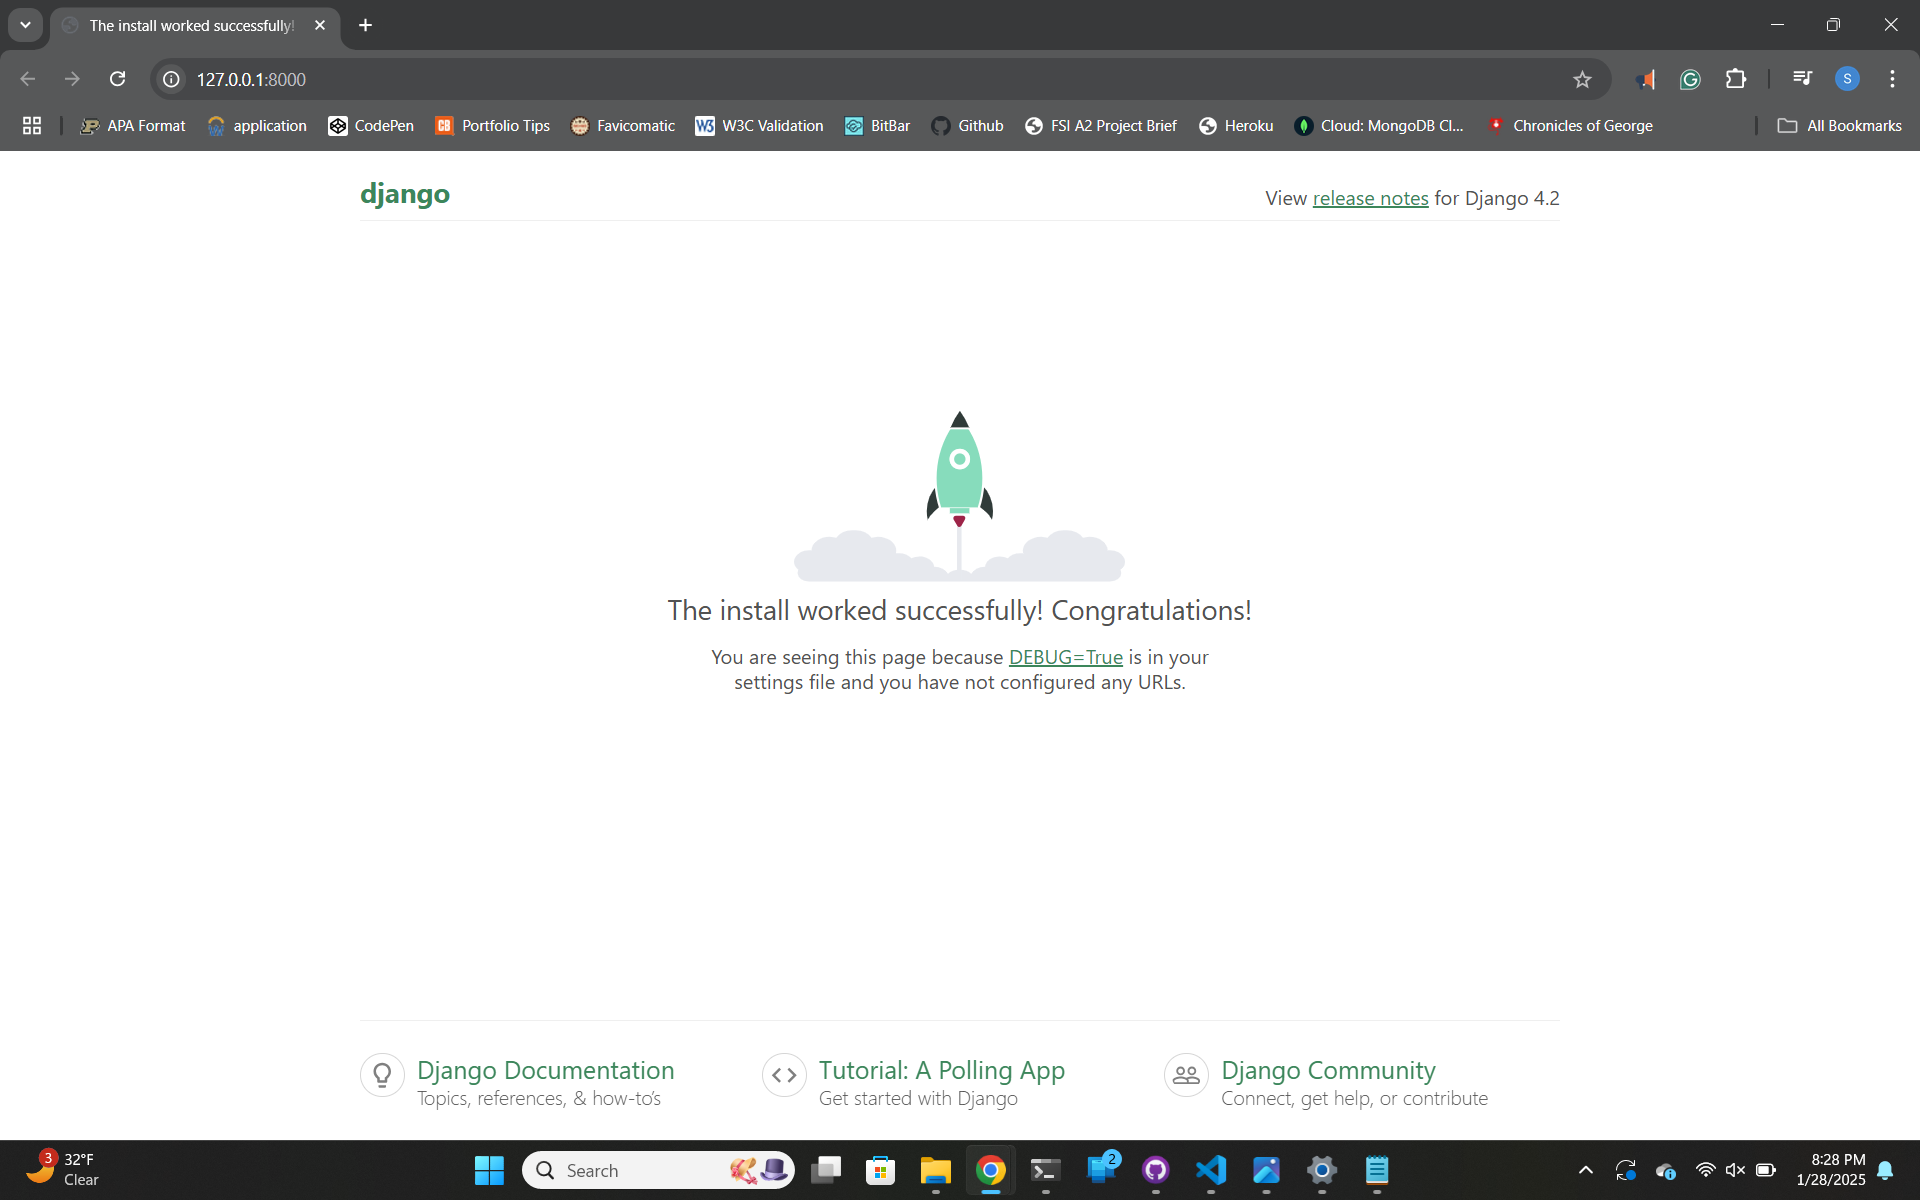 The install worked successfully!
127.0.0.1:8000
S
APA Format
application
CodePen
CB
Portfolio Tips
Favicomatic
W3
W3C Validation
BitBar
Github
FSI A2 Project Brief
Heroku
Cloud: MongoDB Cl...
Chronicles of George
All Bookmarks
django
View release notes for Django 4.2
The install worked successfully! Congratulations!
You are seeing this page because DEBUG=True is in your
settings file and you have not configured any URLs.
Django Documentation
Topics, references, & how-to's
Tutorial: A Polling App
Get started with Django
Django Community
Connect, get help, or contribute
3
32°F
Clear
Search
2
8:28 PM
1/28/2025